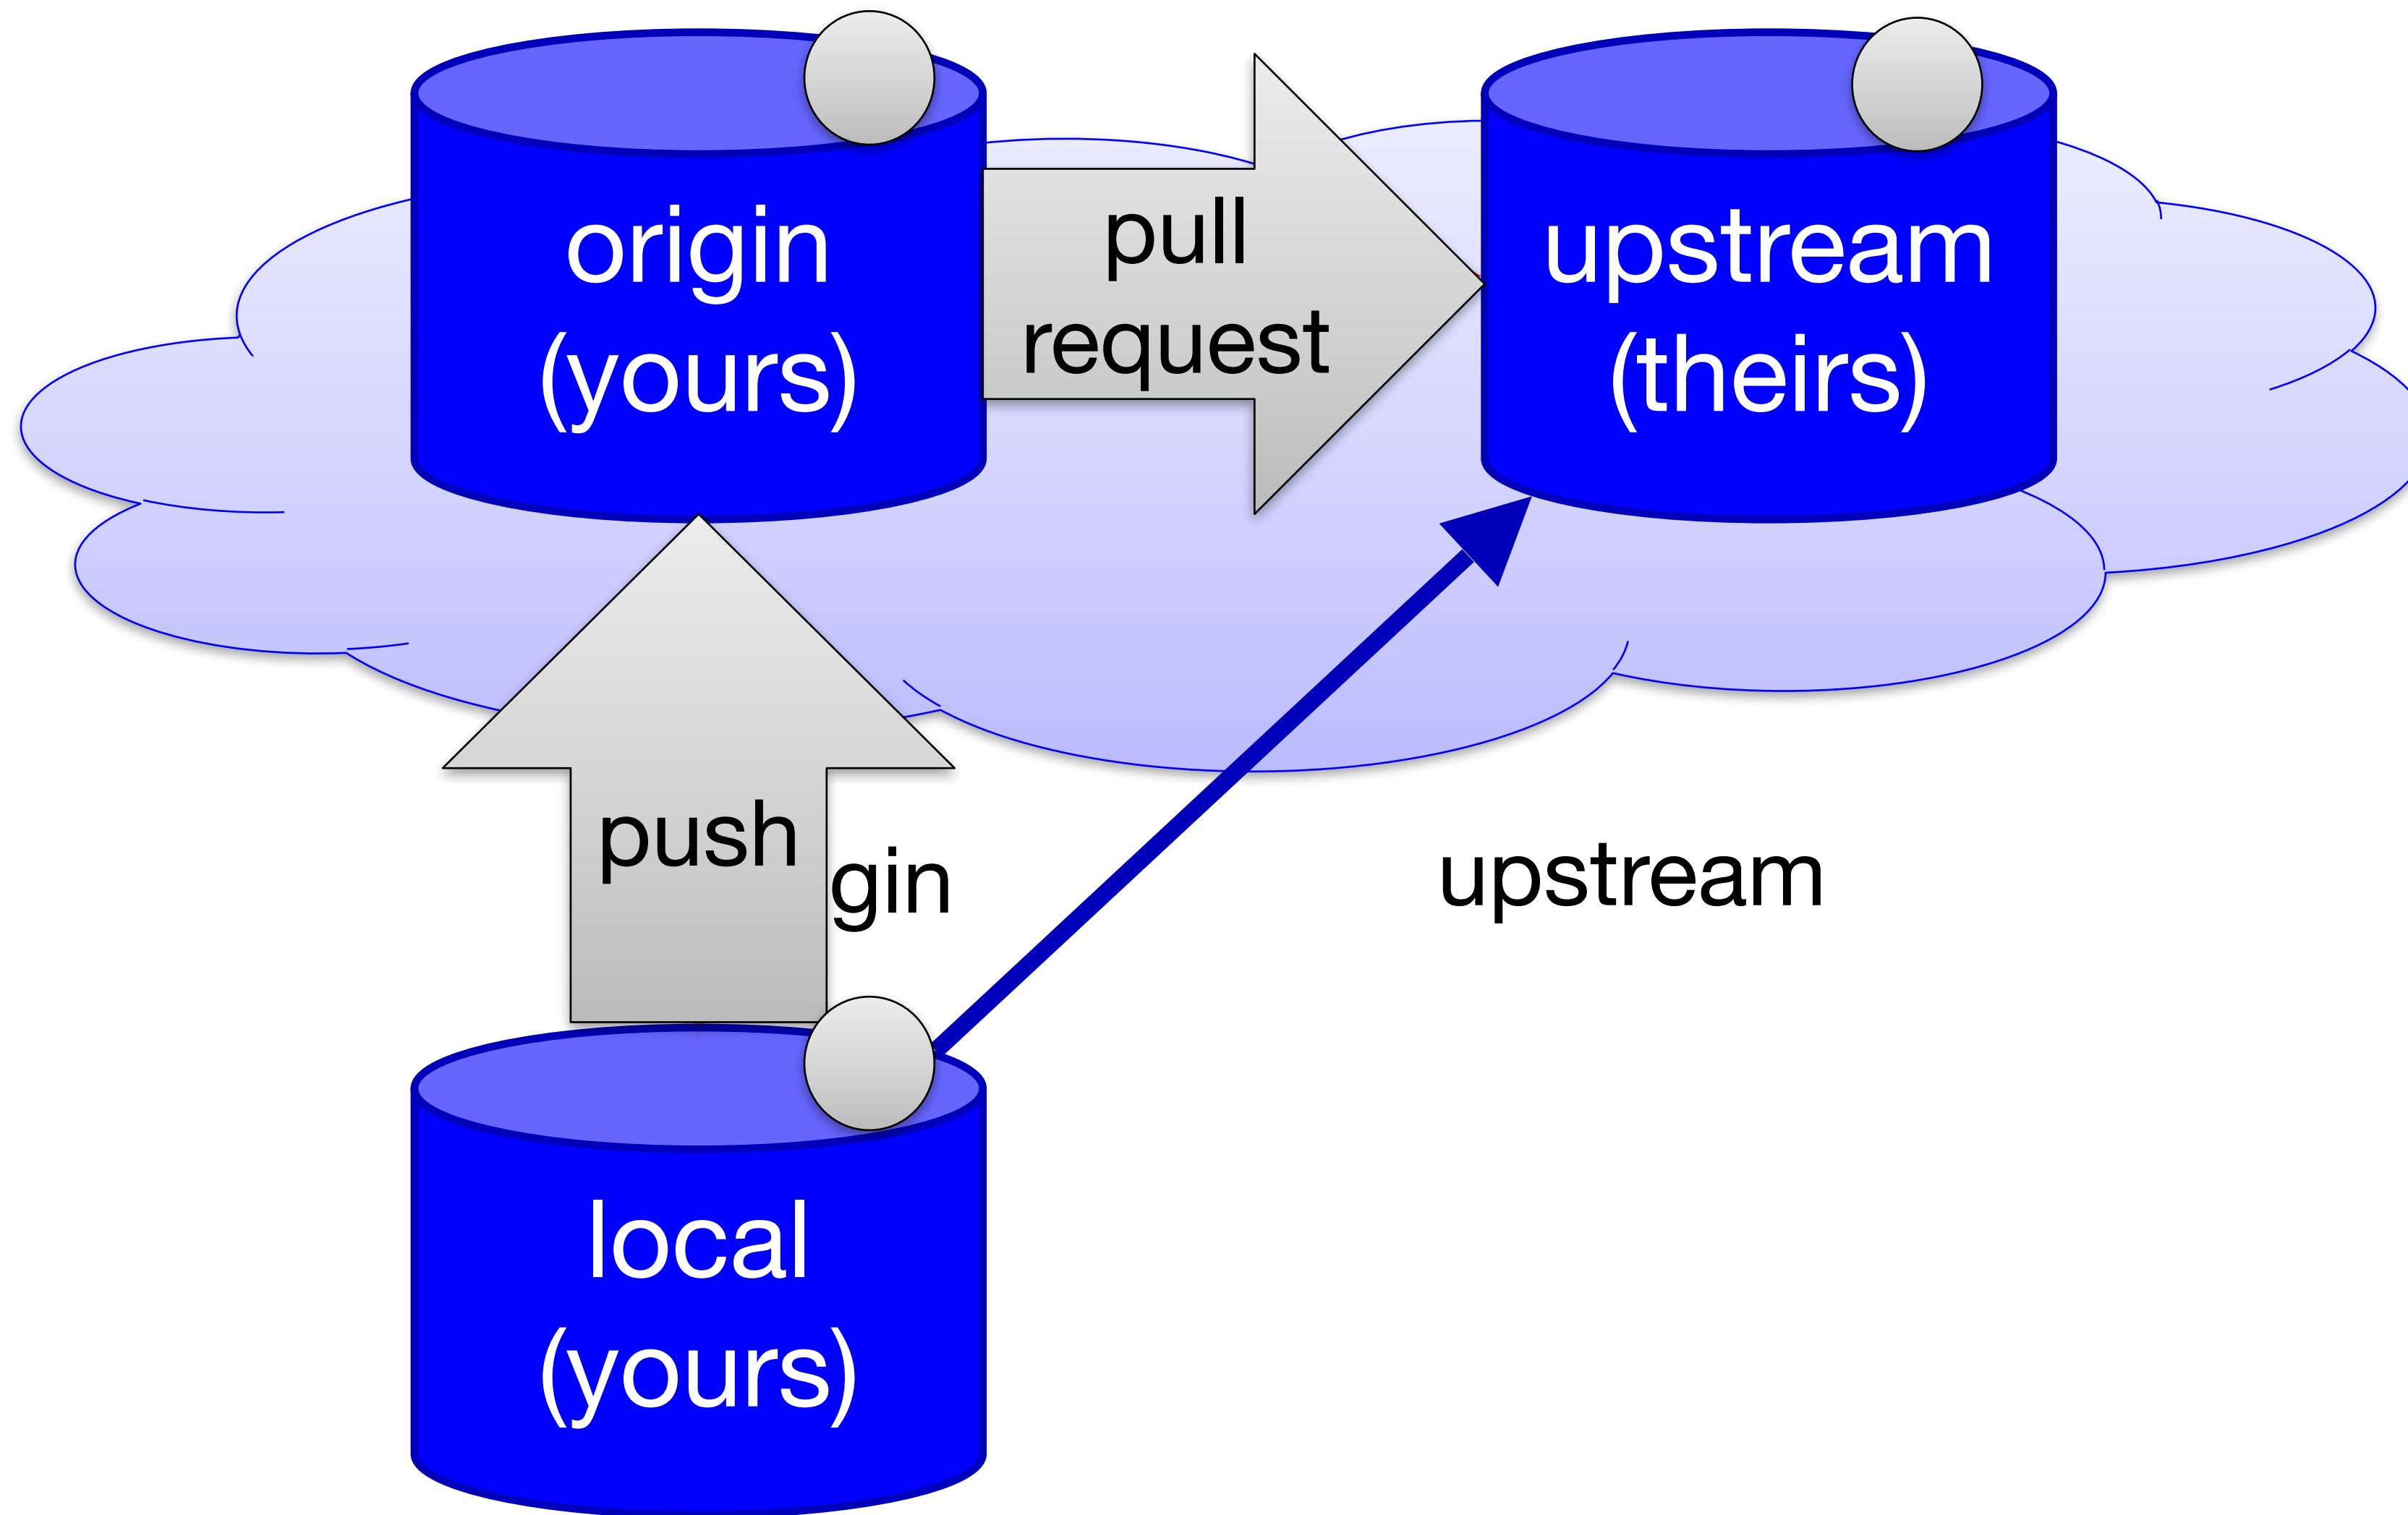 origin
(yours)
pull
request
upstream
(theirs)
push
gin
upstream
local
(yours)